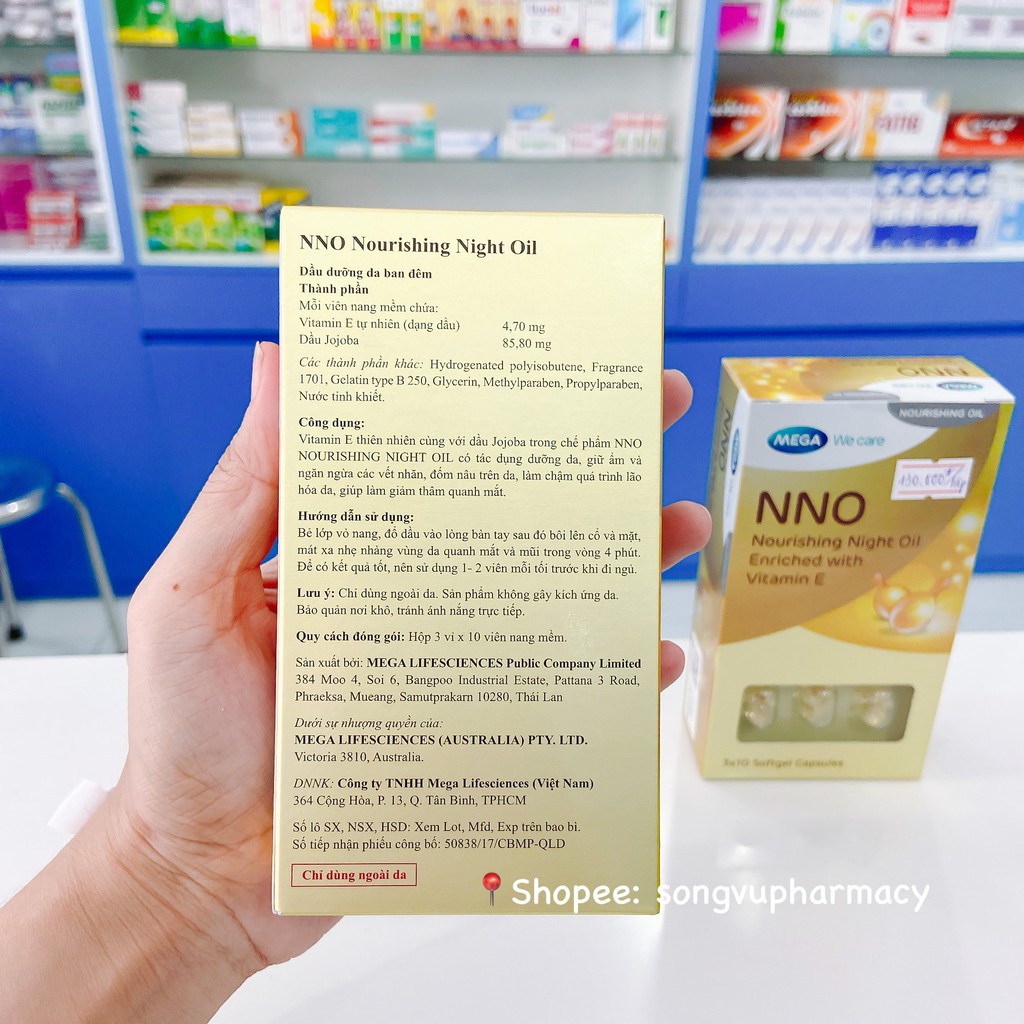 NNO Nourishing Night Oil
Dầu dưỡng da ban đêm
Thành phần
Mỗi viên nang mềm chứa:
Vitamin E tự nhiên (dạng dầu) 4,70 mg
Dầu Jojoba 85,80 mg
Các thành phần khác: Hydrogenated polyisobutene, Fragrance
1701, Gelatin type B 250, Glycerin, Methylparaben, Propylparaben,
Nước tinh khiết.
Công dụng:
Vitamin E thiên nhiên cùng với dầu Jojoba trong chế phẩm NNO
NOURISHING NIGHT OIL có tác dụng dưỡng da, giữ ẩm và
ngăn ngừa các vết nhăn, đốm nâu trên da, làm chậm quá trình lão
hóa da, giúp làm giảm thâm quanh mắt.
Hướng dẫn sử dụng:
Bẻ lớp vỏ nang, đổ dầu vào lòng bàn tay sau đó bôi lên cổ và mặt,
mát xa nhẹ nhàng vùng da quanh mắt và mũi trong vòng 4 phút.
Để có kết quả tốt, nên sử dụng 1- 2 viên mỗi tối trước khi đi ngủ.
Lưu ý: Chỉ dùng ngoài da. Sản phẩm không gây kích ứng da.
Bảo quản nơi khô, tránh ánh nắng trực tiếp.
Quy cách đóng gói: Hộp 3 vỉ x 10 viên nang mềm.
Sản xuất bởi: MEGA LIFESCIENCES Public Company Limited
384 Moo 4, Soi 6, Bangpoo Industrial Estate, Pattana 3 Road,
Phraeksa, Mueang, Samutprakarn 10280, Thái Lan
Dưới sự nhượng quyền của:
MEGA LIFESCIENCES (AUSTRALIA) PTY. LTD.
Victoria 3810, Australia.
DNNK: Công ty TNHH Mega Lifesciences (Việt Nam)
364 Cộng Hòa, P. 13, Q. Tân Bình, TPHCM
Số lô SX, NSX, HSD: Xem Lot, Mfd, Exp trên bao bì.
Số tiếp nhận phiếu công bố: 50838/17/CBMP-QLD
Chỉ dùng ngoài da
Shopee: songvupharmacy
NNO
NNO
NOURISHING OIL
MEGA We care
130.000đ/hộp
NNO
Nourishing Night Oil
Enriched with
Vitamin E
3x10 Softgel Capsules